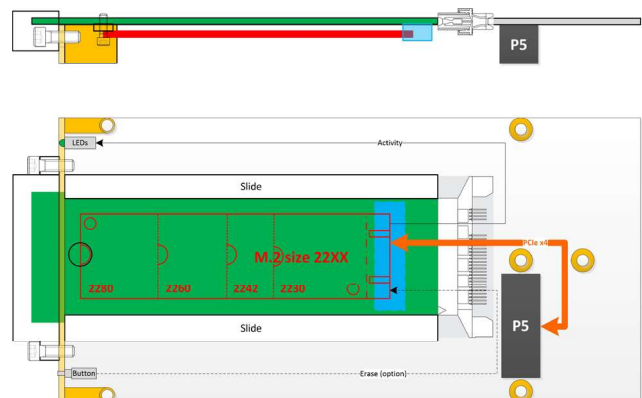 P5
LEDs
Activity
Slide
M.2 size 22XX
PCIe x4
2280
2260
2242
2230
P5
Slide
Button
Erase (option)